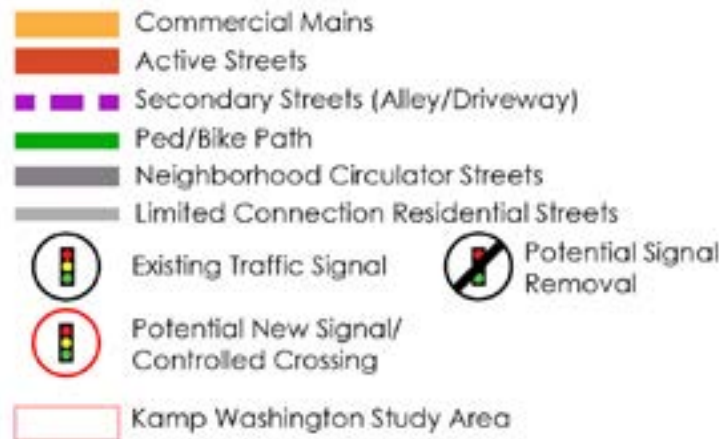 Commercial Mains
Active Streets
Secondary Streets (Alley/Driveway)
Ped/Bike Path
Neighborhood Circulator Streets
Limited Connection Residential Streets
Existing Traffic Signal
Potential Signal
Removal
Potential New Signal/
Controlled Crossing
Kamp Washington Study Area